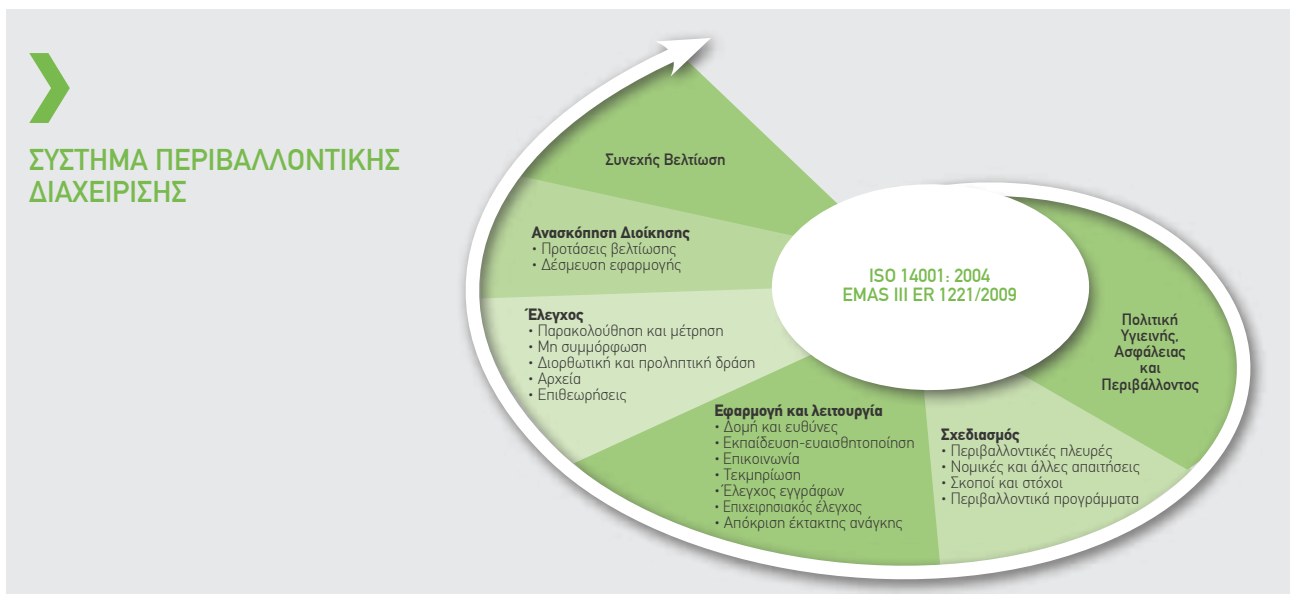 ΣΥΣΤΗΜΑ ΠΕΡΙΒΑΛΛΟΝΤΙΚΗΣ
ΔΙΑΧΕΙΡΙΣΗΣ
Συνεχής Βελτίωση
Ανασκόπηση Διοίκησης
• Προτάσεις βελτίωσης
• Δέσμευση εφαρμογής
Έλεγχος
• Παρακολούθηση και μέτρηση
• Μη συμμόρφωση
• Διορθωτική και προληπτική δράση
• Αρχεία
• Επιθεωρήσεις
Εφαρμογή και λειτουργία
• Δομή και ευθύνες
• Εκπαίδευση-ευαισθητοποίηση
• Επικοινωνία
• Τεκμηρίωση
• Έλεγχος εγγράφων
• Επιχειρησιακός έλεγχος
• Απόκριση έκτακτης ανάγκης
Σχεδιασμός
• Περιβαλλοντικές πλευρές
• Νομικές και άλλες απαιτήσεις
• Σκοποί και στόχοι
• Περιβαλλοντικά προγράμματα
Πολιτική
Υγιεινής,
Ασφάλειας
και
Περιβάλλοντος
ISO 14001: 2004
EMAS III ER 1221/2009